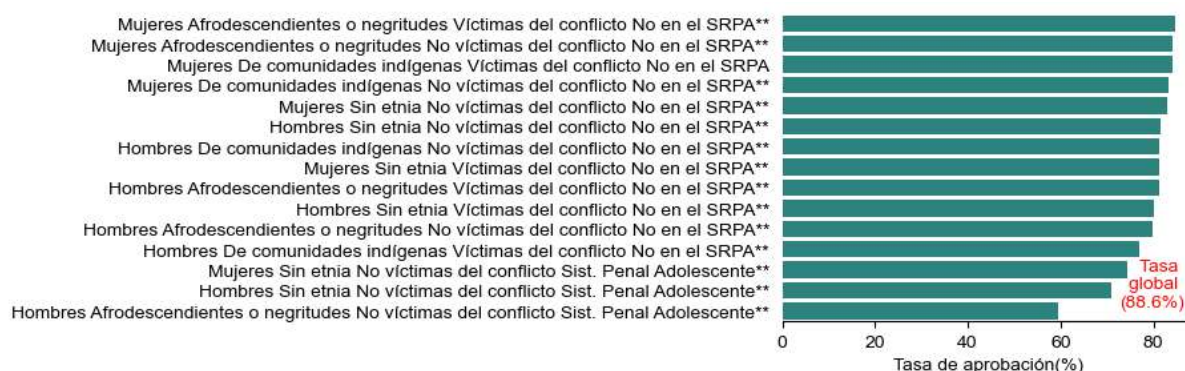 Mujeres Afrodescendientes o negritudes Víctimas del conflicto No en el SRPA**
Mujeres Afrodescendientes o negritudes No víctimas del conflicto No en el SRPA**
Mujeres De comunidades indígenas Víctimas del conflicto No en el SRPA
Mujeres De comunidades indígenas No víctimas del conflicto No en el SRPA**
Mujeres Sin etnia No víctimas del conflicto No en el SRPA**
Hombres Sin etnia No víctimas del conflicto No en el SRPA**
Hombres De comunidades indígenas No víctimas del conflicto No en el SRPA**
Mujeres Sin etnia Víctimas del conflicto No en el SRPA**
Hombres Afrodescendientes o negritudes Víctimas del conflicto No en el SRPA**
Hombres Sin etnia Víctimas del conflicto No en el SRPA**
Hombres Afrodescendientes o negritudes No víctimas del conflicto No en el SRPA**
Hombres De comunidades indígenas Víctimas del conflicto No en el SRPA**
Mujeres Sin etnia No víctimas del conflicto Sist. Penal Adolescente**
Hombres Sin etnia No víctimas del conflicto Sist. Penal Adolescente**
Hombres Afrodescendientes o negritudes No víctimas del conflicto Sist. Penal Adolescente**
Tasa
global
(88.6%)
0 20 40 60 80
Tasa de aprobación(%)